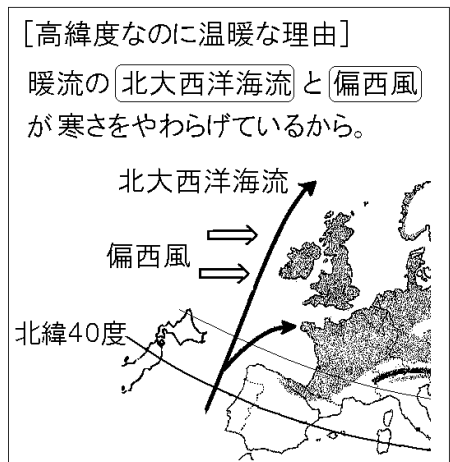 [高緯度なのに温暖な理由]
暖流の 北大西洋海流 と 偏西風
が寒さをやわらげているから。
北大西洋海流
偏西風
北緯40度